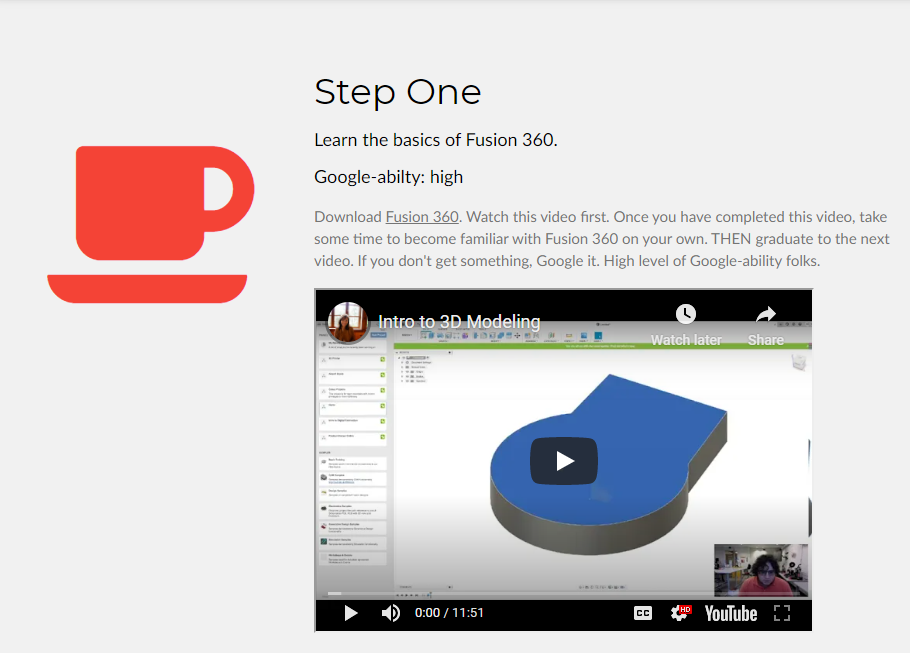 Step One
Learn the basics of Fusion 360.
Google-abilty: high
Download Fusion 360. Watch this video first. Once you have completed this video, take
some time to become familiar with Fusion 360 on your own. THEN graduate to the next
video. If you don't get something, Google it. High level of Google-ability folks.
Intro to 3D Modeling
Watch later
Share
0:00 / 11:51
CC
HD
YouTube